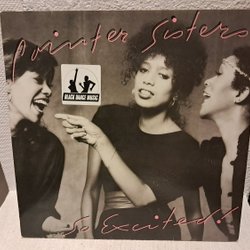 Pointer Sisters
BLACK DANCE MUSIC
So Excited!